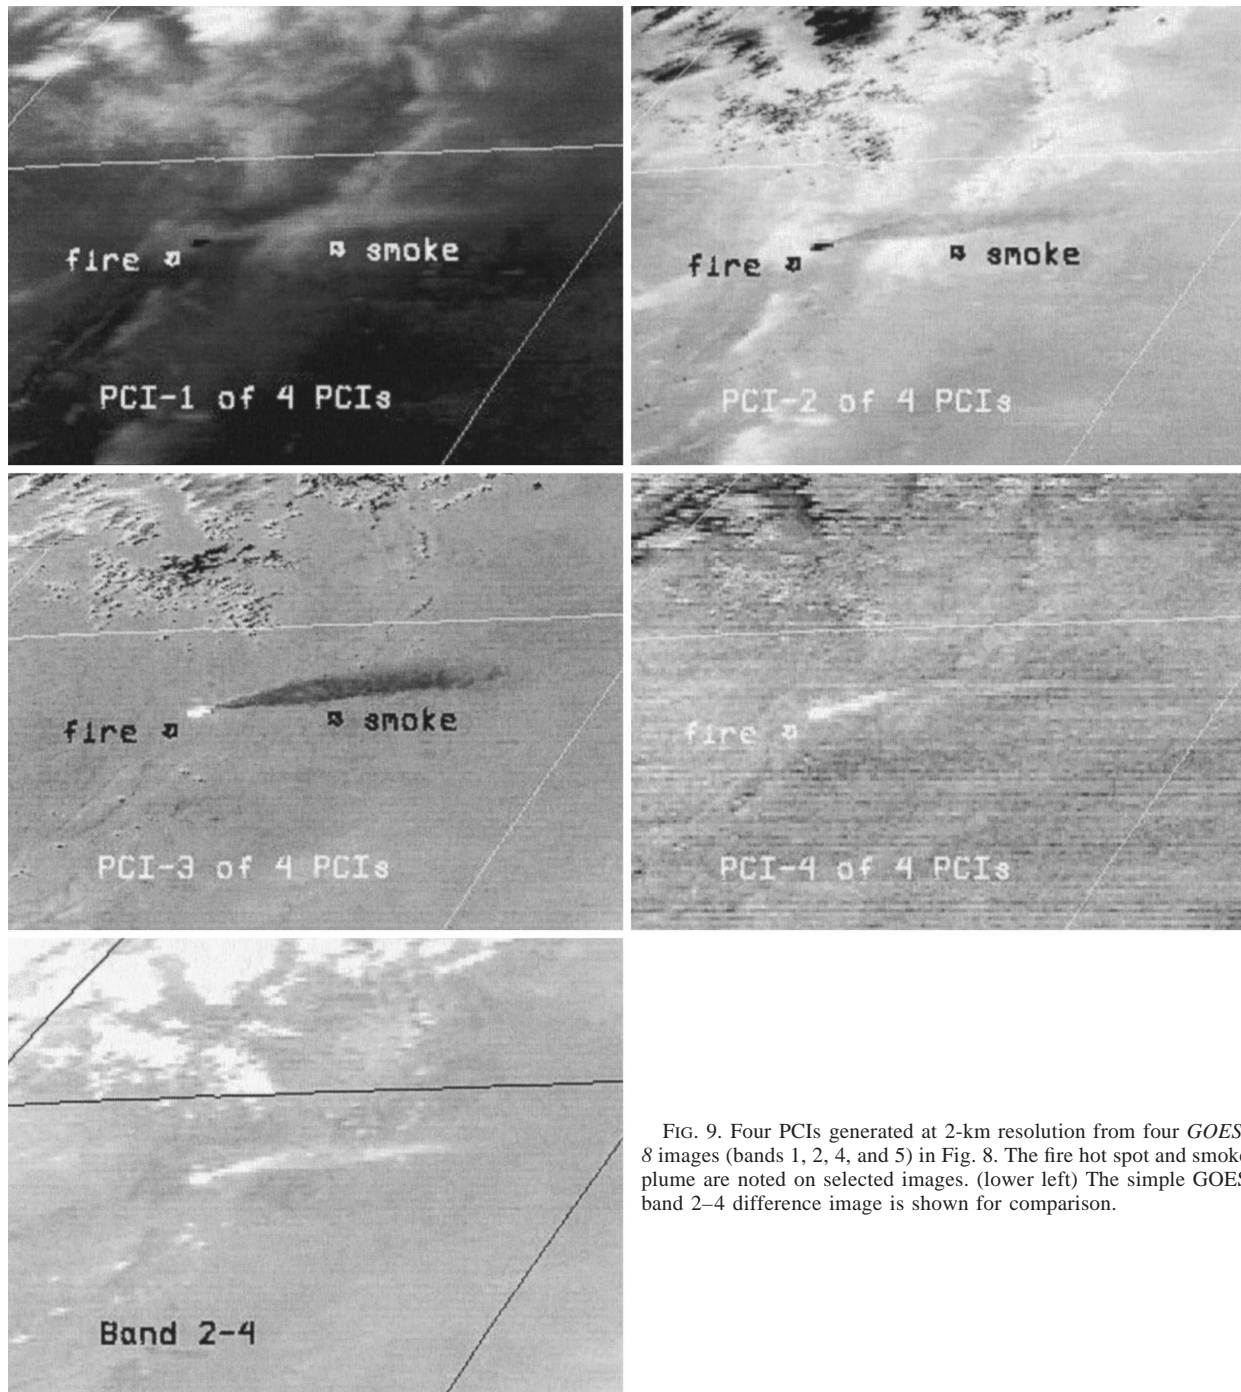 fire
smoke
PCI-1 of 4 PCIs
fire
smoke
PCI-2 of 4 PCIs
fire
smoke
PCI-3 of 4 PCIs
fire
PCI-4 of 4 PCIs
Band 2-4
FIG. 9. Four PCIs generated at 2-km resolution from four GOES-
8 images (bands 1, 2, 4, and 5) in Fig. 8. The fire hot spot and smoke
plume are noted on selected images. (lower left) The simple GOES
band 2–4 difference image is shown for comparison.